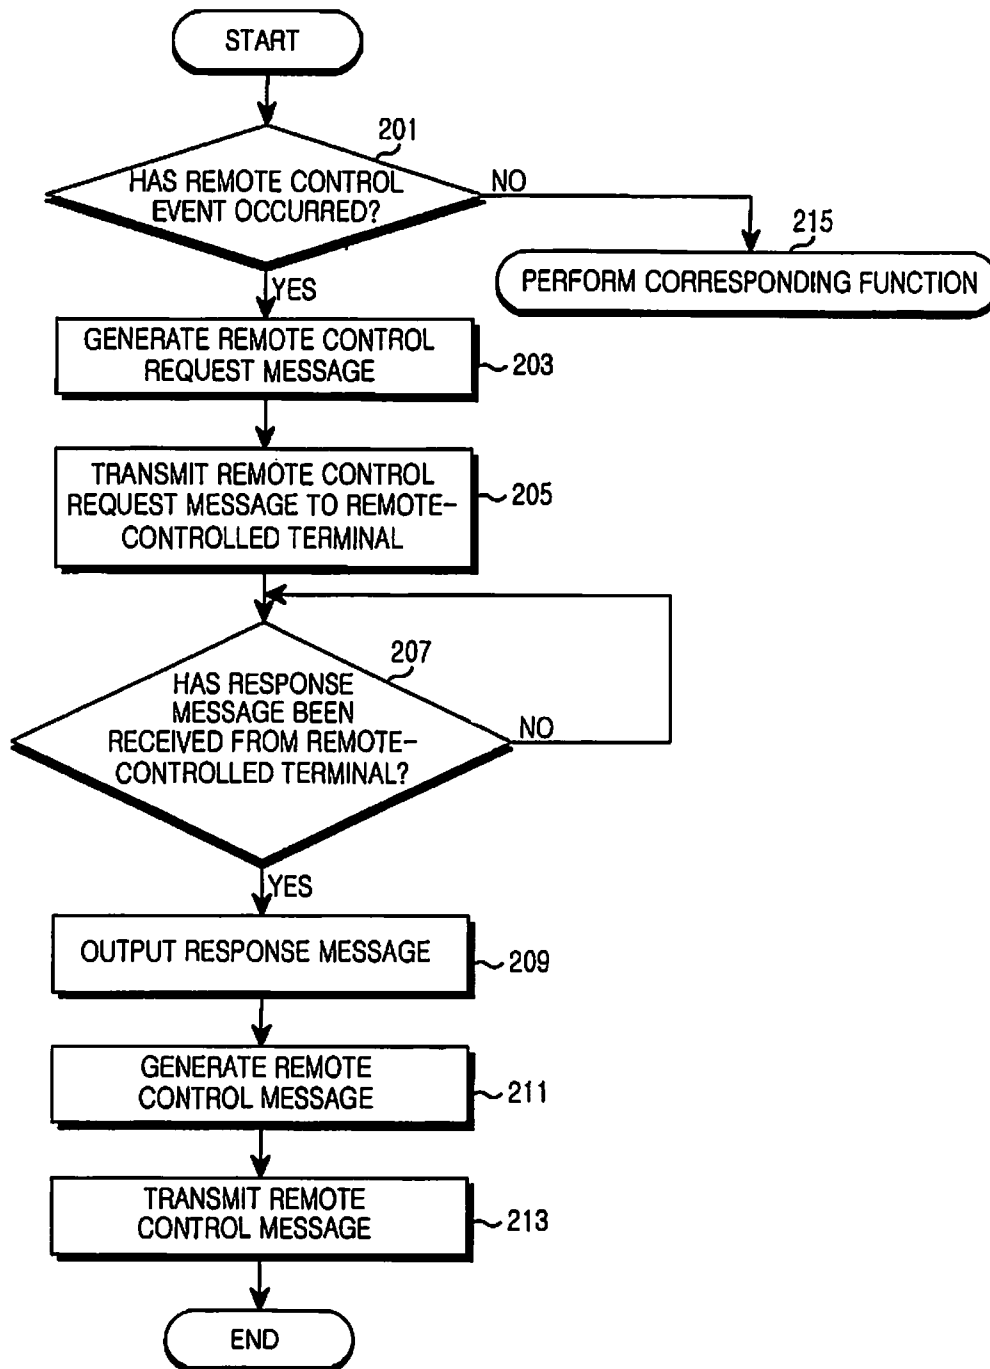 START
201
HAS REMOTE CONTROL
EVENT OCCURRED?
NO
215
PERFORM CORRESPONDING FUNCTION
YES
GENERATE REMOTE CONTROL
REQUEST MESSAGE
203
TRANSMIT REMOTE CONTROL
REQUEST MESSAGE TO REMOTE-
CONTROLLED TERMINAL
205
207
HAS RESPONSE
MESSAGE BEEN
RECEIVED FROM REMOTE-
CONTROLLED TERMINAL?
NO
YES
OUTPUT RESPONSE MESSAGE
209
GENERATE REMOTE
CONTROL MESSAGE
211
TRANSMIT REMOTE
CONTROL MESSAGE
213
END